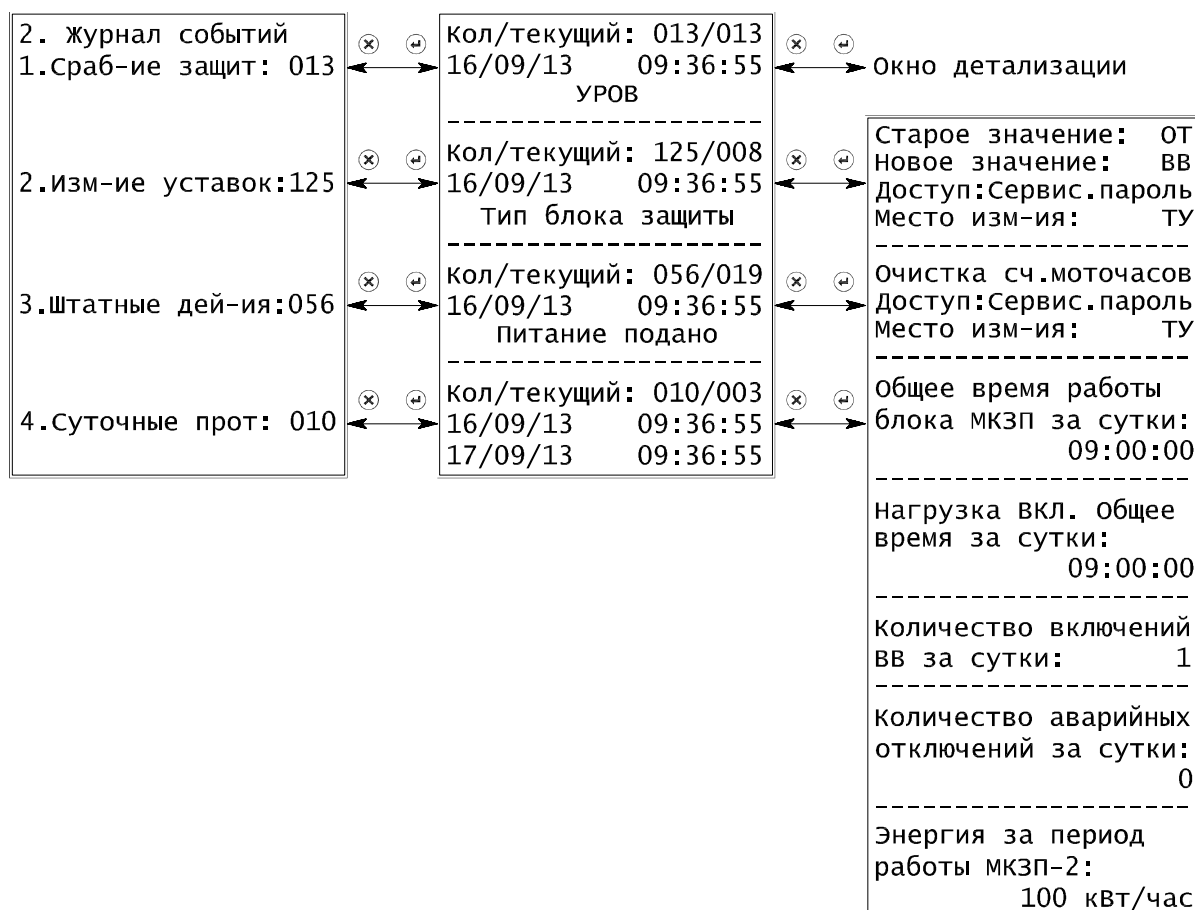 2. Журнал событий
1.Сраб-ие защит: 013
2.Изм-ие уставок:125
3.Штатные дей-ия:056
4.Суточные прот: 010
Кол/текущий: 013/013
16/09/13 09:36:55
УРОВ
--------------------
Кол/текущий: 125/008
16/09/13 09:36:55
Тип блока защиты
--------------------
Кол/текущий: 056/019
16/09/13 09:36:55
Питание подано
--------------------
Кол/текущий: 010/003
16/09/13 09:36:55
17/09/13 09:36:55
Окно детализации
Старое значение: ОТ
Новое значение: ВВ
Доступ:Сервис.пароль
Место изм-ия: ТУ
--------------------
Очистка сч.моточасов
Доступ:Сервис.пароль
Место изм-ия: ТУ
--------------------
Общее время работы
блока МКЗП за сутки:
09:00:00
--------------------
Нагрузка ВКЛ. Общее
время за сутки:
09:00:00
--------------------
Количество включений
ВВ за сутки: 1
--------------------
Количество аварийных
отключений за сутки:
0
--------------------
Энергия за период
работы МКЗП-2:
100 кВт/час